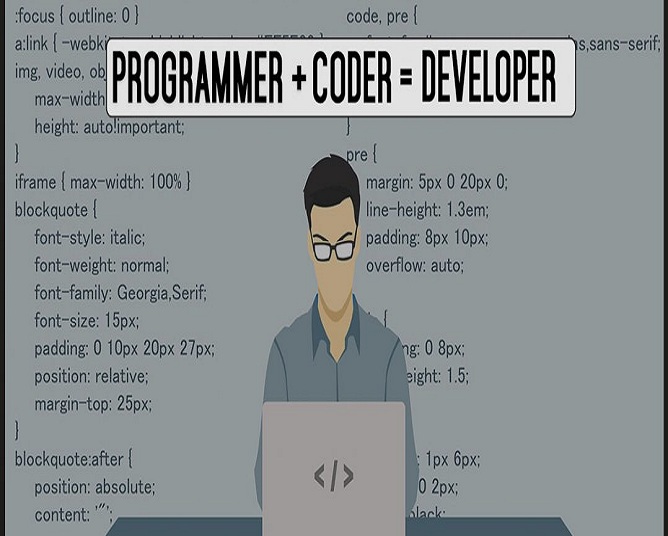 PROGRAMMER + CODER = DEVELOPER
:focus { outline: 0 }
a:link {
img, video,
max-width
height: auto!important;
}
iframe { max-width: 100% }
blockquote {
font-style: italic;
font-weight: normal;
font-family: Georgia,Serif;
font-size: 15px;
padding: 0 10px 20px 27px;
position: relative;
margin-top: 25px;
}
blockquote:after {
position: absolute;
content: '"';
code, pre {
,sans-serif;
}
pre {
margin: 5px 0 20px 0;
line-height: 1.3em;
padding: 8px 10px;
overflow: auto;
{
0 8px;
1.5;
: 1px 6px;
0 2px;
black;
</>